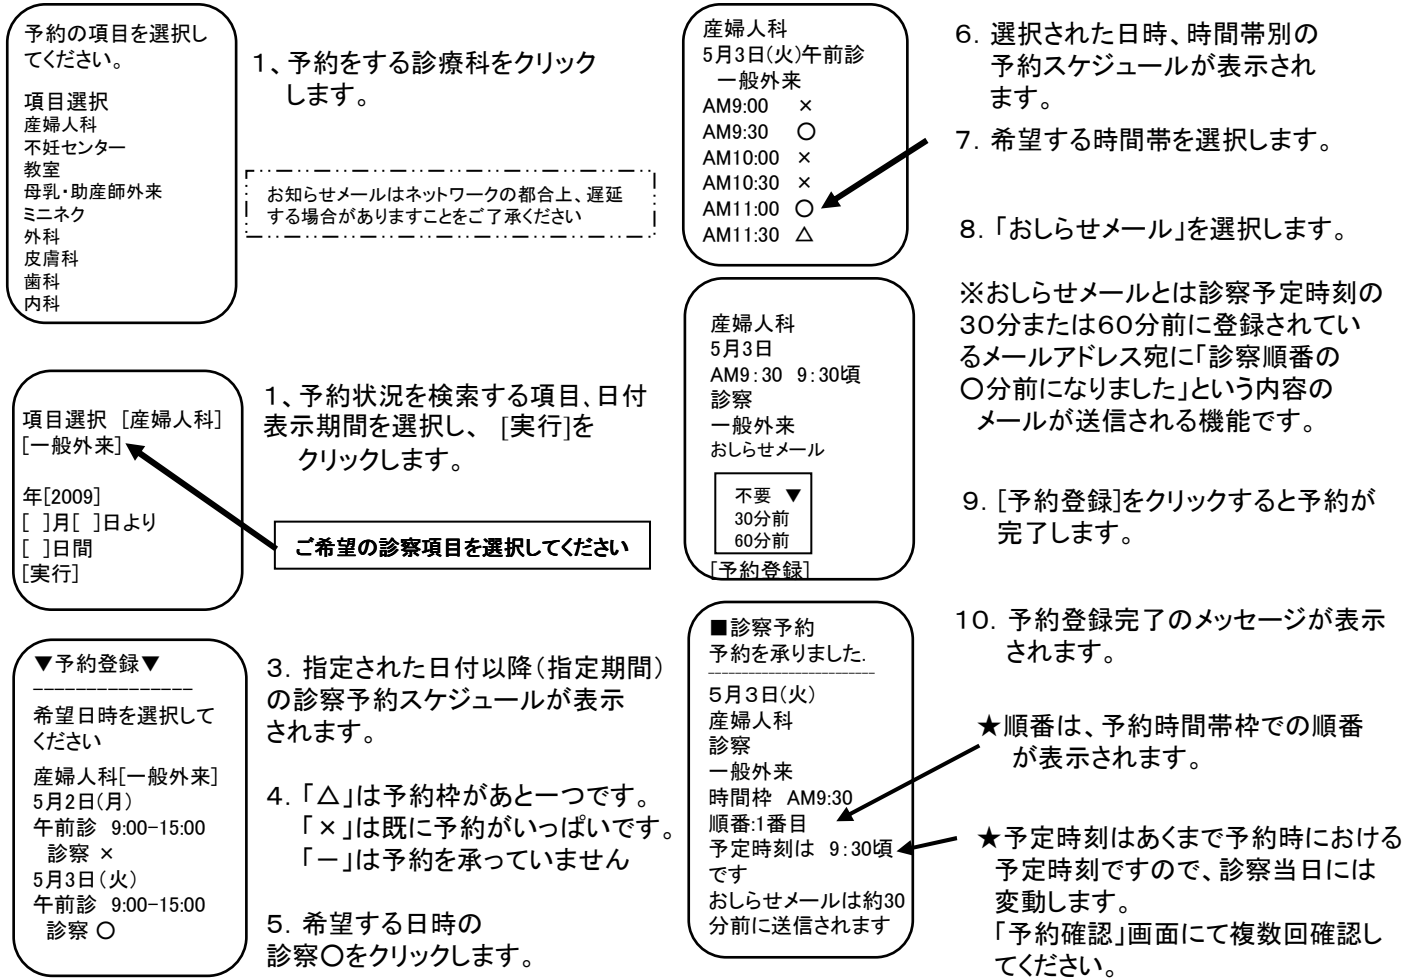 予約の項目を選択し
てください。
項目選択
産婦人科
不妊センター
教室
母乳・助産師外来
ミニネク
外科
皮膚科
歯科
内科
1、予約をする診療科をクリック
します。
お知らせメールはネットワークの都合上、遅延
する場合がありますことをご了承ください
項目選択 [産婦人科]
[一般外来]
年[2009]
[ ]月[ ]日より
[ ]日間
[実行]
1、予約状況を検索する項目、日付
表示期間を選択し、 [実行]を
クリックします。
ご希望の診察項目を選択してください
▼予約登録▼
---------------
希望日時を選択して
ください
産婦人科[一般外来]
5月2日(月)
午前診 9:00-15:00
診察 ×
5月3日(火)
午前診 9:00-15:00
診察 〇
3. 指定された日付以降(指定期間)
の診察予約スケジュールが表示
されます。
4. 「△」は予約枠があと一つです。
「×」は既に予約がいっぱいです。
「－」は予約を承っていません
5. 希望する日時の
診察〇をクリックします。
産婦人科
5月3日(火)午前診
一般外来
AM9:00 ×
AM9:30 〇
AM10:00 ×
AM10:30 ×
AM11:00 〇
AM11:30 △
6. 選択された日時、時間帯別の
予約スケジュールが表示され
ます。
7. 希望する時間帯を選択します。
8. 「おしらせメール」を選択します。
※おしらせメールとは診察予定時刻の
30分または60分前に登録されてい
るメールアドレス宛に「診察順番の
〇分前になりました」という内容の
メールが送信される機能です。
産婦人科
5月3日
AM9:30 9:30頃
診察
一般外来
おしらせメール
不要 ▼
30分前
60分前
[予約登録]
9. [予約登録]をクリックすると予約が
完了します。
■診察予約
予約を承りました.
-------------------------
5月3日(火)
産婦人科
診察
一般外来
時間枠 AM9:30
順番:1番目
予定時刻は 9:30頃
です
おしらせメールは約30
分前に送信されます
10. 予約登録完了のメッセージが表示
されます。
★順番は、予約時間帯枠での順番
が表示されます。
★予定時刻はあくまで予約時における
予定時刻ですので、診察当日には
変動します。
「予約確認」画面にて複数回確認し
てください。